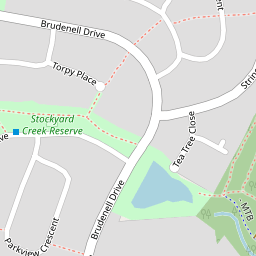 Brudenell Drive
Torpy Place
Stockyard
Creek Reserve
Tea Tree Close
Brudenell Drive
Parkview
Crescent
MTB